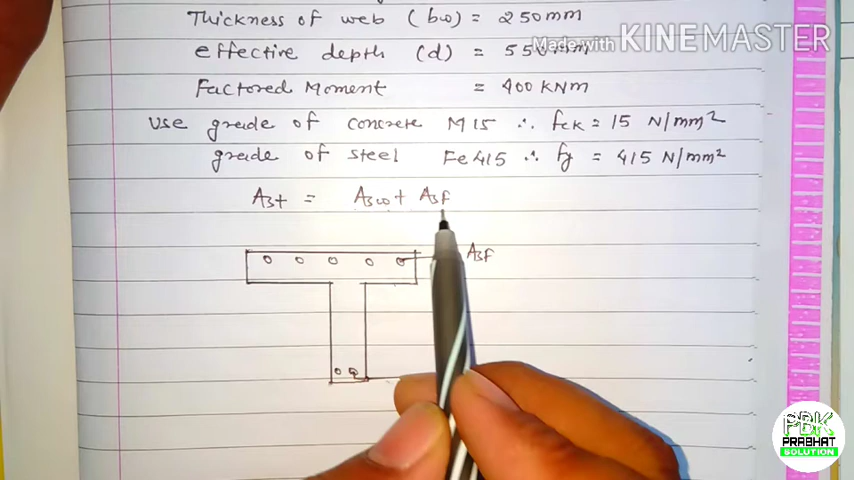 Thickness of web (bw) = 250mm
Made with KINEMASTER
effective depth (d) = 550mm
Factored Moment = 400 KNm
Use grade of concrete M15 ∴ fck = 15 N/mm²
grade of steel Fe415 ∴ fy = 415 N/mm²
Ast = Asw + Asf
Asf
PBK
PRABHAT
SOLUTION